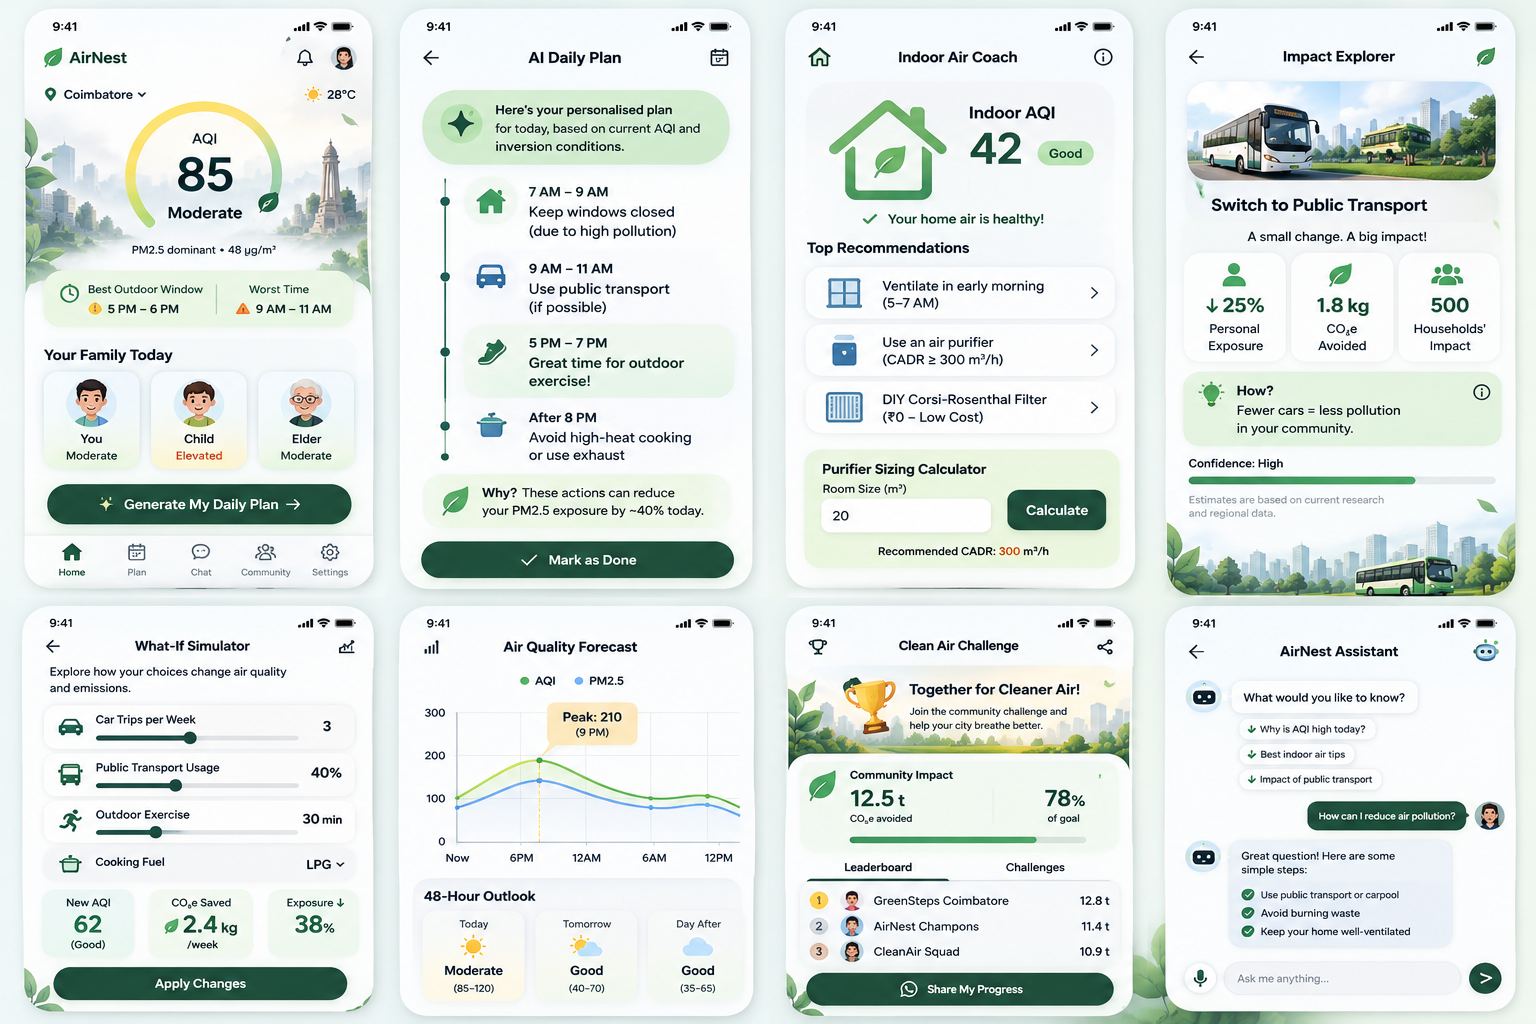 9:41
AirNest
Coimbatore
28°C
AQI
85
Moderate
PM2.5 dominant • 48 µg/m³
Best Outdoor Window
5 PM – 6 PM
Worst Time
9 AM – 11 AM
Your Family Today
You
Moderate
Child
Elevated
Elder
Moderate
Generate My Daily Plan →
Home
Plan
Chat
Community
Settings
9:41
AI Daily Plan
Here's your personalised plan
for today, based on current AQI and
inversion conditions.
7 AM – 9 AM
Keep windows closed
(due to high pollution)
9 AM – 11 AM
Use public transport
(if possible)
5 PM – 7 PM
Great time for outdoor
exercise!
After 8 PM
Avoid high-heat cooking
or use exhaust
Why? These actions can reduce
your PM2.5 exposure by ~40% today.
Mark as Done
9:41
Indoor Air Coach
Indoor AQI
42
Good
Your home air is healthy!
Top Recommendations
Ventilate in early morning
(5–7 AM)
Use an air purifier
(CADR ≥ 300 m³/h)
DIY Corsi-Rosenthal Filter
(₹0 – Low Cost)
Purifier Sizing Calculator
Room Size (m²)
20
Calculate
Recommended CADR: 300 m³/h
9:41
Impact Explorer
Switch to Public Transport
A small change. A big impact!
↓ 25%
Personal
Exposure
1.8 kg
CO₂e
Avoided
500
Households'
Impact
How?
Fewer cars = less pollution
in your community.
Confidence: High
Estimates are based on current research
and regional data.
9:41
What-If Simulator
Explore how your choices change air quality
and emissions.
Car Trips per Week
3
Public Transport Usage
40%
Outdoor Exercise
30 min
Cooking Fuel
LPG
New AQI
62
(Good)
CO₂e Saved
2.4 kg
/week
Exposure ↓
38%
Apply Changes
9:41
Air Quality Forecast
AQI
PM2.5
300
200
100
0
Peak: 210
(9 PM)
Now
6PM
12AM
6AM
12PM
48-Hour Outlook
Today
Moderate
(85–120)
Tomorrow
Good
(40–70)
Day After
Good
(35–65)
9:41
Clean Air Challenge
Together for Cleaner Air!
Join the community challenge and
help your city breathe better.
Community Impact
12.5 t
CO₂e avoided
78%
of goal
Leaderboard
Challenges
1 GreenSteps Coimbatore 12.8 t
2 AirNest Champons 11.4 t
3 CleanAir Squad 10.9 t
Share My Progress
9:41
AirNest Assistant
What would you like to know?
↓ Why is AQI high today?
↓ Best indoor air tips
↓ Impact of public transport
How can I reduce air pollution?
Great question! Here are some
simple steps:
Use public transport or carpool
Avoid burning waste
Keep your home well-ventilated
Ask me anything...